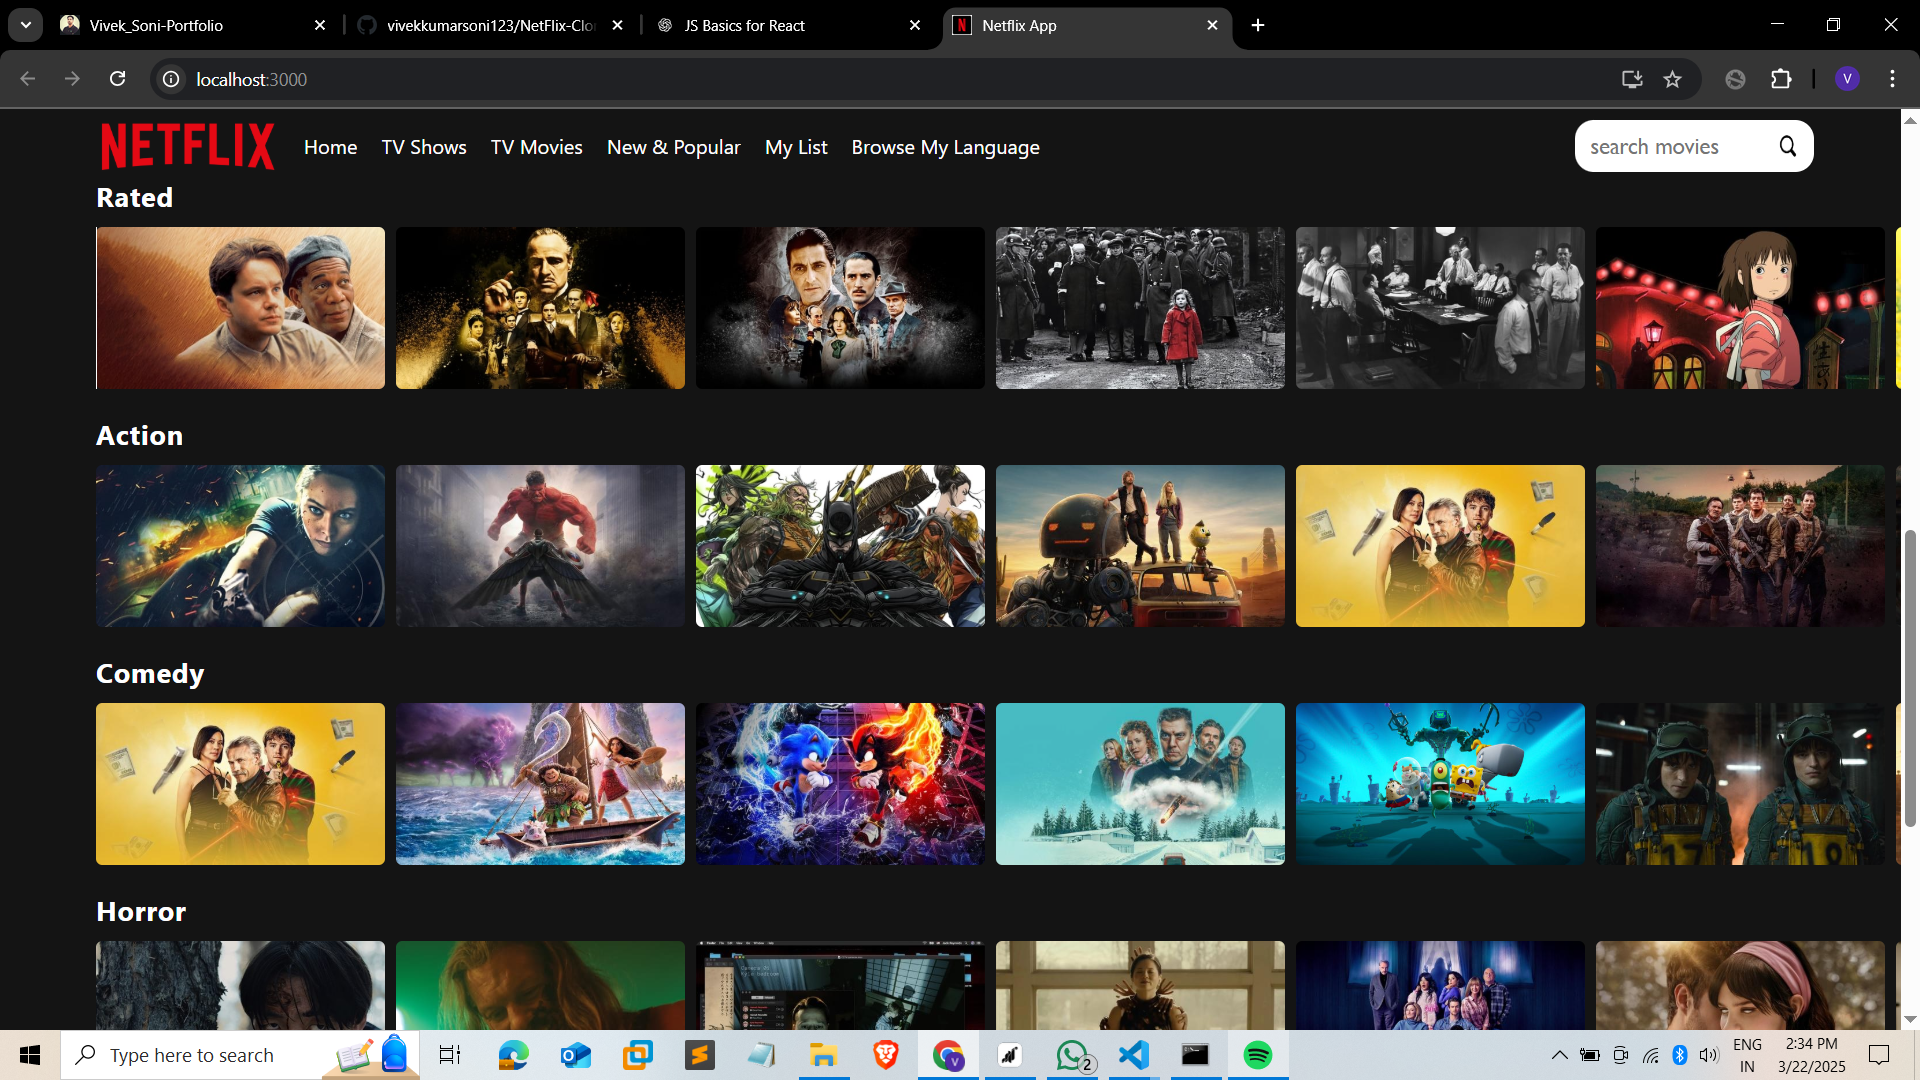 Vivek_Soni-Portfolio
vivekkumarsoni123/NetFlix-Clo
JS Basics for React
Netflix App
localhost:3000
V
NETFLIX
Home
TV Shows
TV Movies
New & Popular
My List
Browse My Language
search movies
Rated
Action
Comedy
Horror
Type here to search
V
2
ENG
IN
2:34 PM
3/22/2025